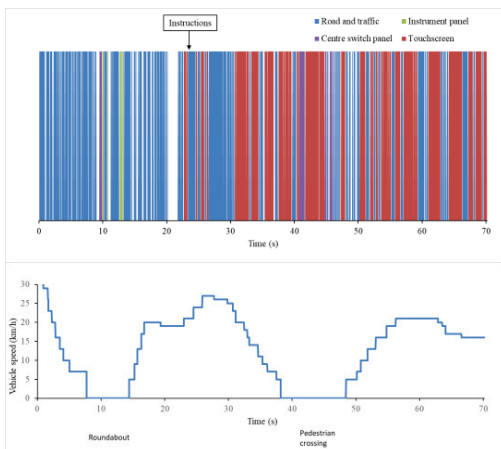 Instructions
Road and traffic
Instrument panel
Centre switch panel
Touchscreen
0 10 20 30 40 50 60 70
Time (s)
30
25
20
15
10
5
0
Vehicle speed (km/h)
0 10 20 30 40 50 60 70
Time (s)
Roundabout
Pedestrian
crossing